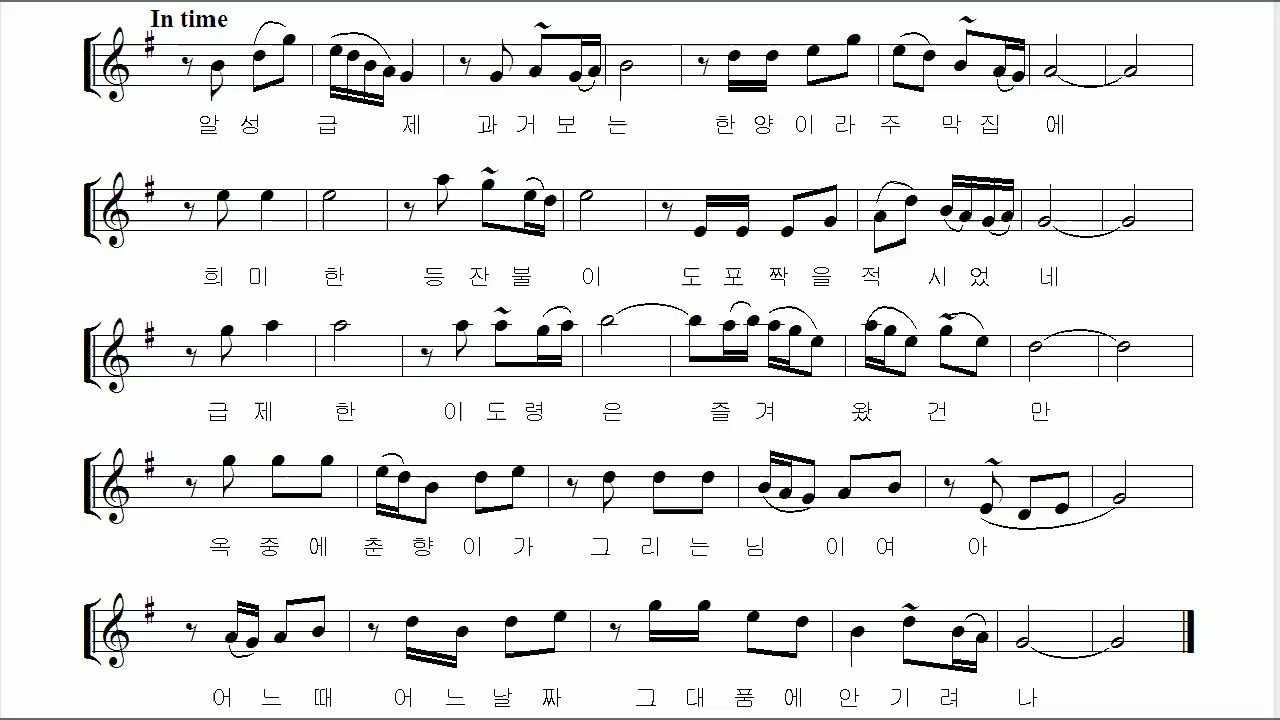 In time
알 성 급 제 과 거 보 는 한 양 이 라 주 막 집 에
희 미 한 등 잔 불 이 도 포 짝 을 적 시 었 네
급 제 한 이 도 령 은 즐 겨 왔 건 만
옥 중 에 춘 향 이 가 그 리 는 님 이 여 아
어 느 때 어 느 날 짜 그 대 품 에 안 기 려 나